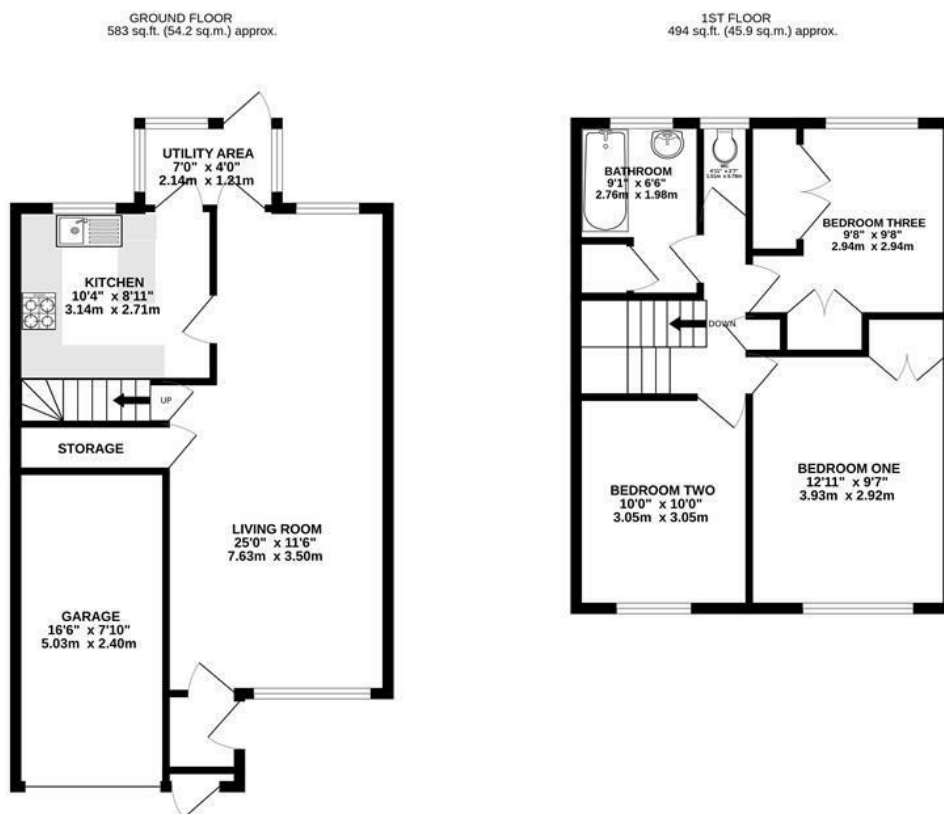 GROUND FLOOR
583 sq.ft. (54.2 sq.m.) approx.
UTILITY AREA
7'0" x 4'0"
2.14m x 1.21m
KITCHEN
10'4" x 8'11"
3.14m x 2.71m
UP
STORAGE
LIVING ROOM
25'0" x 11'6"
7.63m x 3.50m
GARAGE
16'6" x 7'10"
5.03m x 2.40m
1ST FLOOR
494 sq.ft. (45.9 sq.m.) approx.
BATHROOM
9'1" x 6'6"
2.76m x 1.98m
WC
BEDROOM THREE
9'8" x 9'8"
2.94m x 2.94m
DOWN
BEDROOM TWO
10'0" x 10'0"
3.05m x 3.05m
BEDROOM ONE
12'11" x 9'7"
3.93m x 2.92m